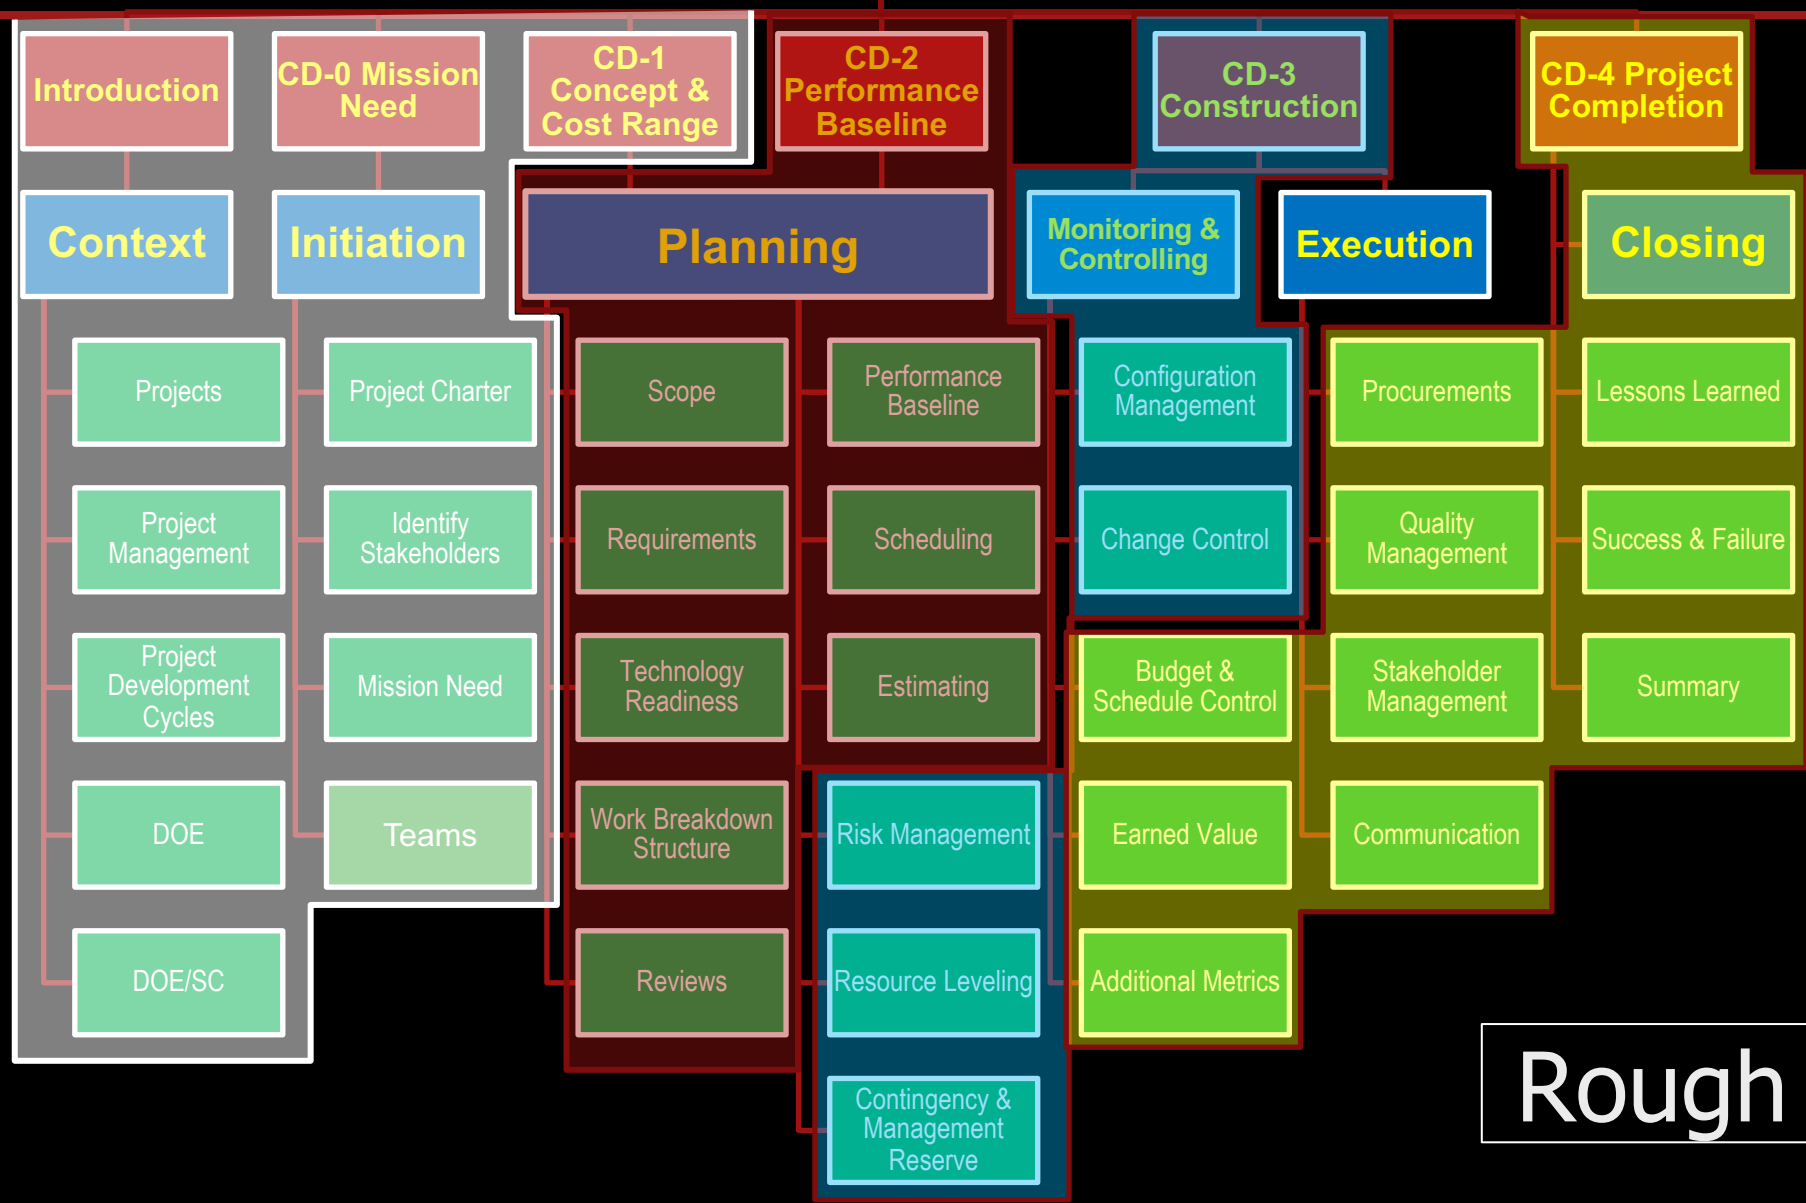 Introduction
CD-0 Mission
Need
CD-1
Concept &
Cost Range
CD-2
Performance
Baseline
CD-3
Construction
CD-4 Project
Completion
Context
Initiation
Planning
Monitoring &
Controlling
Execution
Closing
Projects
Project
Management
Project
Development
Cycles
DOE
DOE/SC
Project Charter
Identify
Stakeholders
Mission Need
Teams
Scope
Requirements
Technology
Readiness
Work Breakdown
Structure
Reviews
Performance
Baseline
Scheduling
Estimating
Risk Management
Resource Leveling
Contingency &
Management
Reserve
Configuration
Management
Change Control
Budget &
Schedule Control
Earned Value
Additional Metrics
Procurements
Quality
Management
Stakeholder
Management
Communication
Lessons Learned
Success & Failure
Summary
Rough